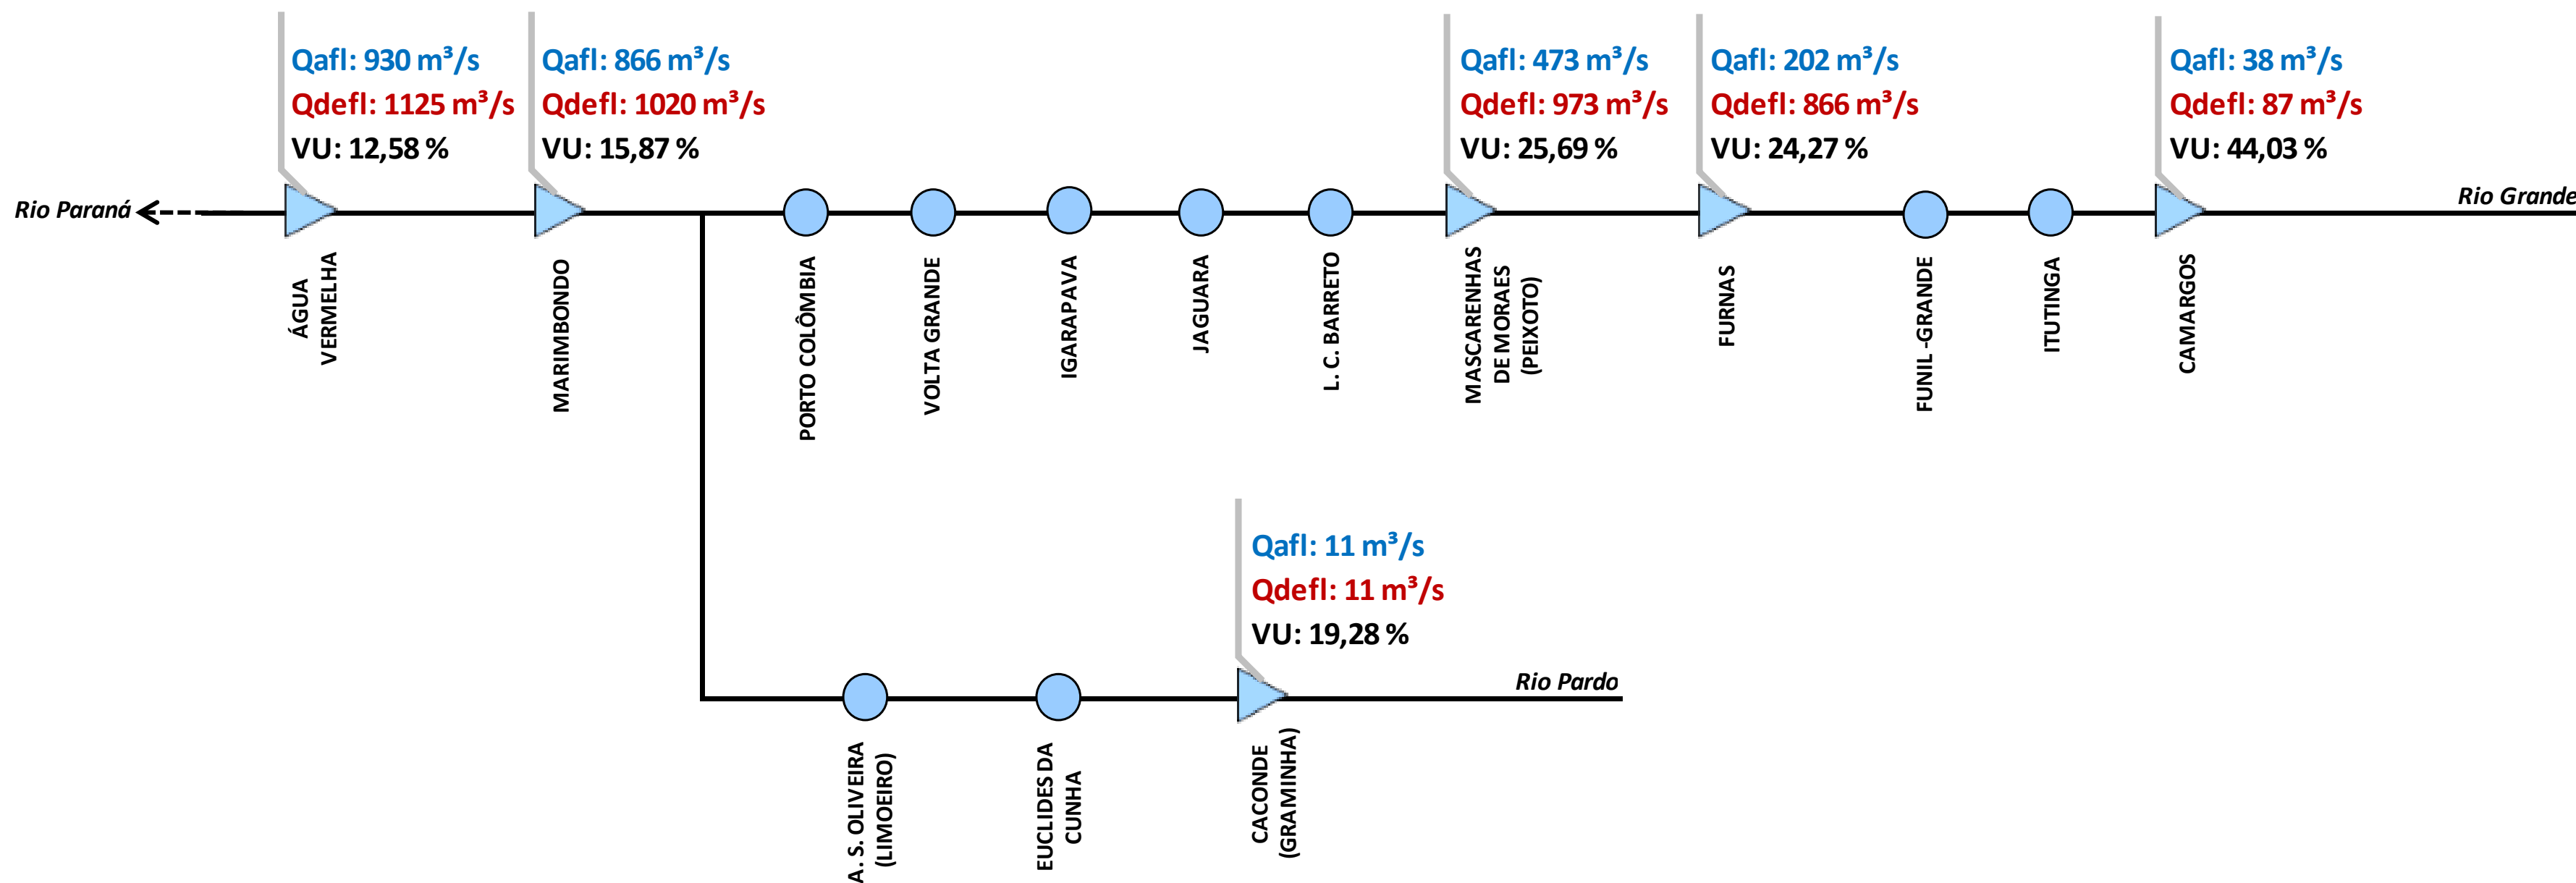 Qafl: 930 m³/s
Qdefl: 1125 m³/s
VU: 12,58 %
Qafl: 866 m³/s
Qdefl: 1020 m³/s
VU: 15,87 %
Qafl: 473 m³/s
Qdefl: 973 m³/s
VU: 25,69 %
Qafl: 202 m³/s
Qdefl: 866 m³/s
VU: 24,27 %
Qafl: 38 m³/s
Qdefl: 87 m³/s
VU: 44,03 %
Rio Paraná
Rio Grande
ÁGUA
VERMELHA
MARIMBONDO
PORTO COLÔMBIA
VOLTA GRANDE
IGARAPAVA
JAGUARA
L. C. BARRETO
MASCARENHAS
DE MORAES
(PEIXOTO)
FURNAS
FUNIL -GRANDE
ITUTINGA
CAMARGOS
Qafl: 11 m³/s
Qdefl: 11 m³/s
VU: 19,28 %
Rio Pardo
A. S. OLIVEIRA
(LIMOEIRO)
EUCLIDES DA
CUNHA
CACONDE
(GRAMINHA)